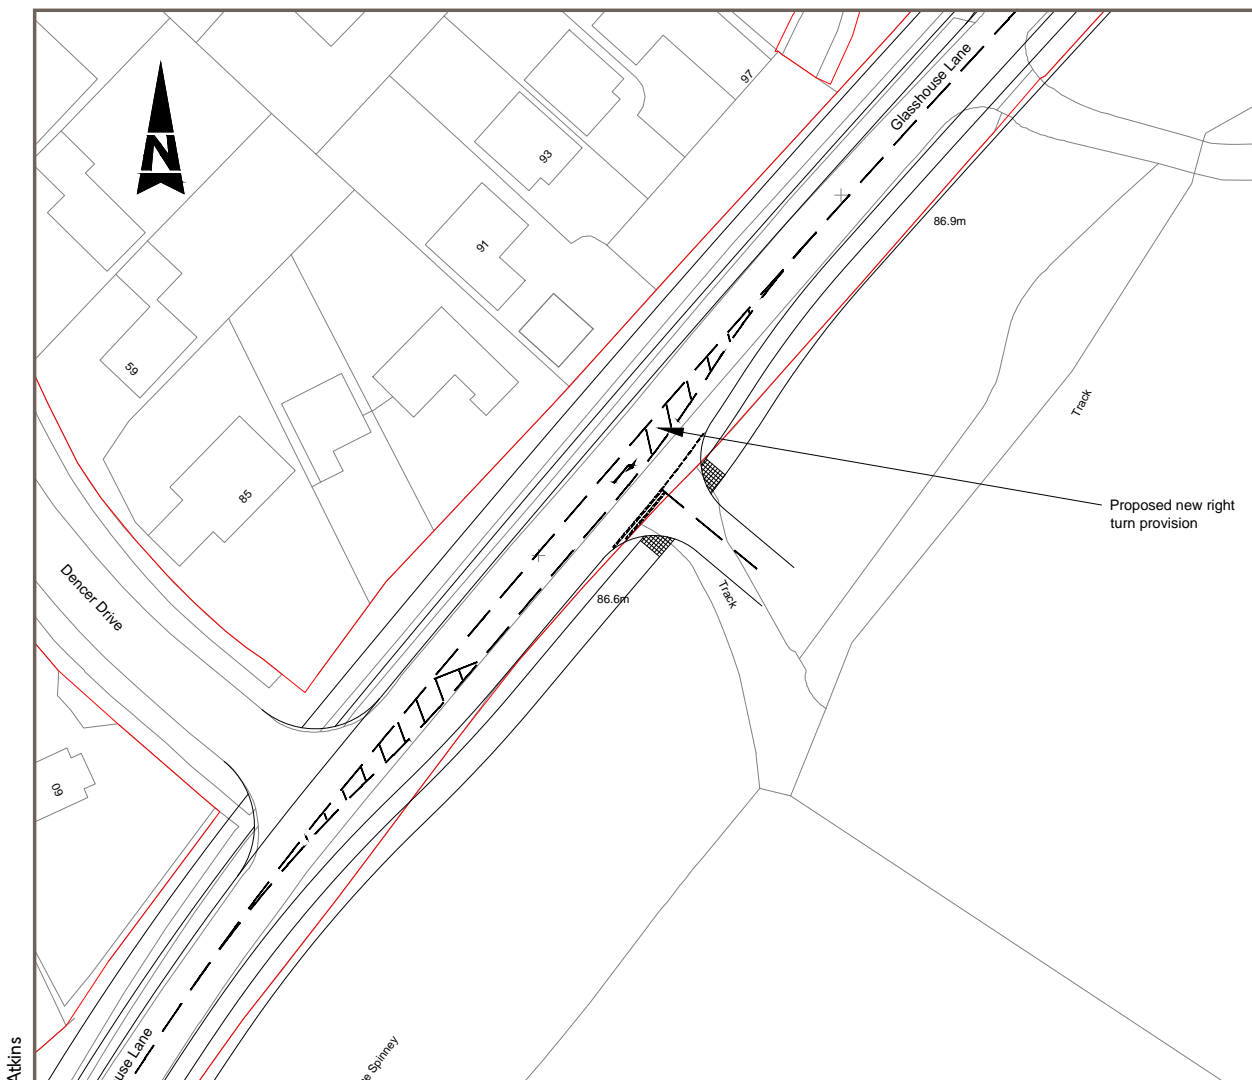 97
Glasshouse Lane
N
93
86.9m
91
59
Track
85
Proposed new right
turn provision
Dencer Drive
86.6m
Track
60
use Lane
e Spinney
Atkins